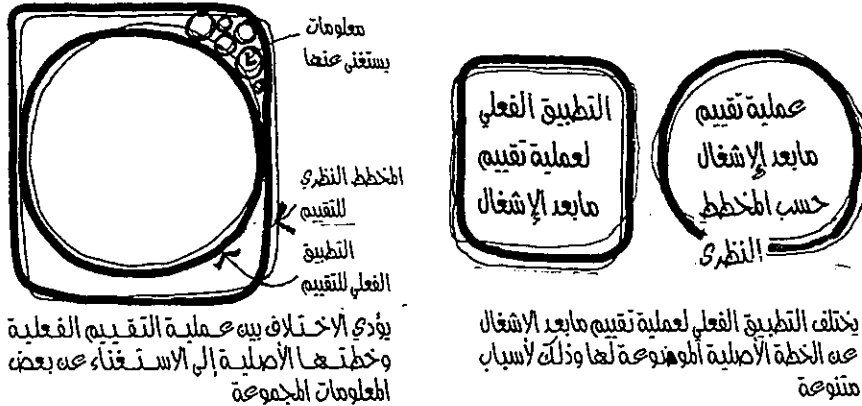 عملية تقييم
مابعد الإشغال
حسب المخطط
النظري
التطبيق الفعلي
لعملية تقييم
مابعد الإشغال
يختلف التطبيق الفعلي لعملية تقييم مابعد الاشغال
عن الخطة الأصلية الموضوعة لها وذلك لأسباب
متنوعة
معلومات
يستغنى عنها
المخطط النظري
للتقييم
التطبيق
الفعلي للتقييم
يؤدي الاختلاف بين عملية التقييم الفعلية
وخطتها الأصلية إلى الاستغناء عن بعض
المعلومات المجموعة